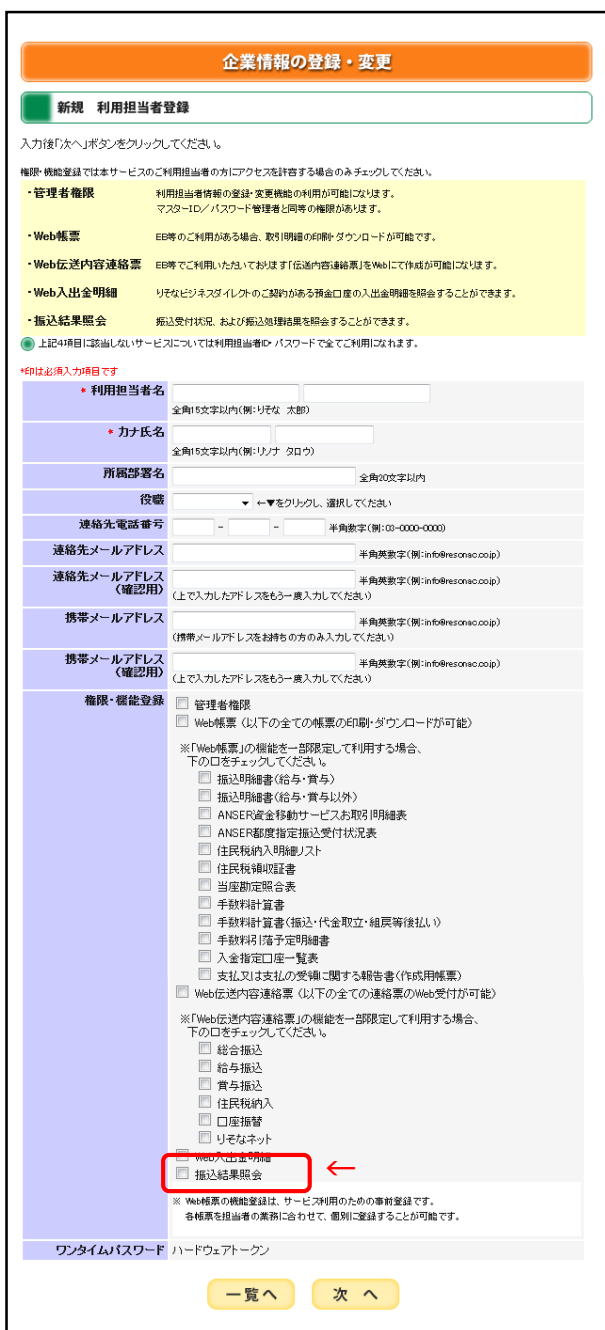 企業情報の登録・変更
新規 利用担当者登録
入力後「次へ」ボタンをクリックしてください。
権限・機能登録では本サービスのご利用担当者の方にアクセスを許容する場合のみチェックしてください。
・管理者権限 利用担当者情報の登録・変更機能の利用が可能になります。
マスターID／パスワード管理者と同等の権限があります。
・Web帳票 EB等のご利用がある場合、取引明細の印刷・ダウンロードが可能です。
・Web伝送内容連絡票 EB等でご利用いただいております「伝送内容連絡票」をWebにて作成が可能になります。
・Web入出金明細 りそなビジネスダイレクトのご契約がある預金口座の入出金明細を照会することができます。
・振込結果照会 振込受付状況、および振込処理結果を照会することができます。
上記4項目に該当しないサービスについては利用担当者ID・パスワードで全てご利用になれます。
*印は必須入力項目です
* 利用担当者名
全角15文字以内(例:りそな 太郎)
* カナ氏名
全角15文字以内(例:リソナ タロウ)
所属部署名 全角20文字以内
役職 ▼ ←▼をクリックし、選択してください
連絡先電話番号 - - 半角数字(例:03-0000-0000)
連絡先メールアドレス 半角英数字(例:info@resonac.co.jp)
連絡先メールアドレス
(確認用) 半角英数字(例:info@resonac.co.jp)
(上で入力したアドレスをもう一度入力してください)
携帯メールアドレス 半角英数字(例:info@resonac.co.jp)
(携帯メールアドレスをお持ちの方のみ入力してください)
携帯メールアドレス
(確認用) 半角英数字(例:info@resonac.co.jp)
(上で入力したアドレスをもう一度入力してください)
権限・機能登録 管理者権限
Web帳票 (以下の全ての帳票の印刷・ダウンロードが可能)
※「Web帳票」の機能を一部限定して利用する場合、
下の口をチェックしてください。
振込明細書(給与・賞与)
振込明細書(給与・賞与以外)
ANSER資金移動サービスお取引明細表
ANSER都度指定振込受付状況表
住民税納入明細リスト
住民税領収証書
当座勘定照合表
手数料計算書
手数料計算書(振込・代金取立・組戻等後払い)
手数料引落予定明細書
入金指定口座一覧表
支払又は支払の受領に関する報告書(作成用帳票)
Web伝送内容連絡票 (以下の全ての連絡票のWeb受付が可能)
※「Web伝送内容連絡票」の機能を一部限定して利用する場合、
下の口をチェックしてください。
総合振込
給与振込
賞与振込
住民税納入
口座振替
りそなネット
Web入出金明細
振込結果照会 ←
※ Web帳票の機能登録は、サービス利用のための事前登録です。
各帳票を担当者の業務に合わせて、個別に登録することが可能です。
ワンタイムパスワード ハードウェアトークン
一覧へ 次 へ